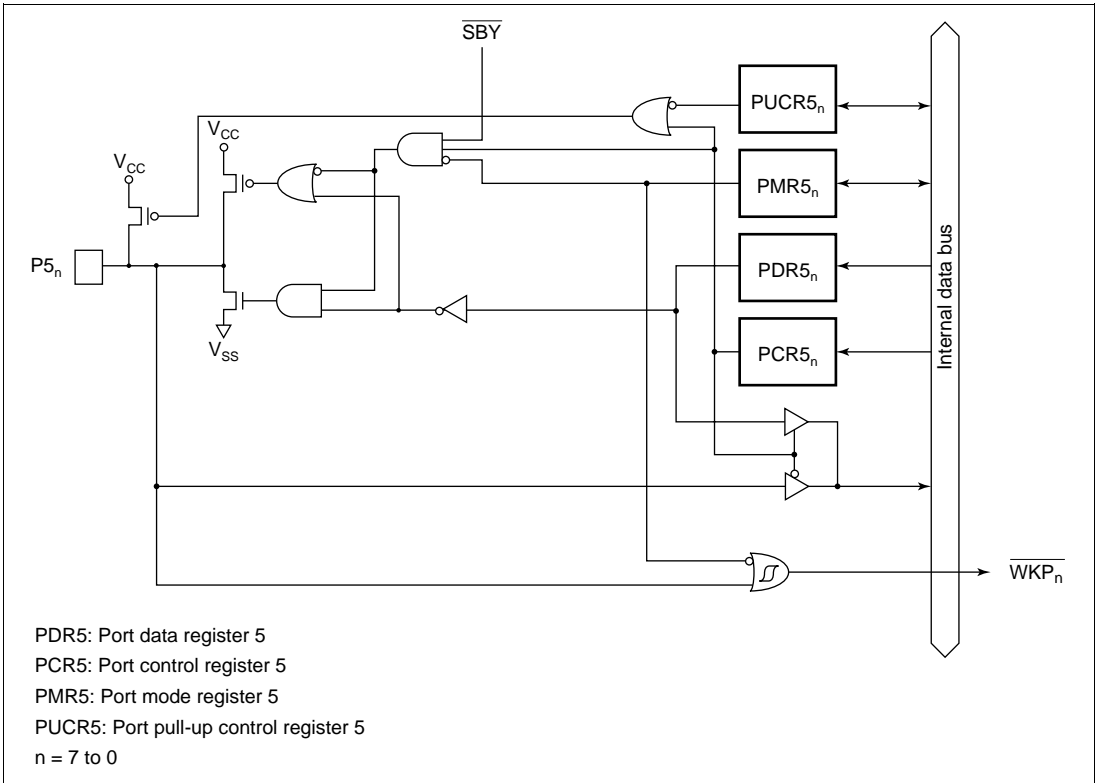 SBY
PUCR5n
VCC
VCC
PMR5n
P5n
PDR5n
Internal data bus
VSS
PCR5n
WKPn
PDR5: Port data register 5
PCR5: Port control register 5
PMR5: Port mode register 5
PUCR5: Port pull-up control register 5
n = 7 to 0